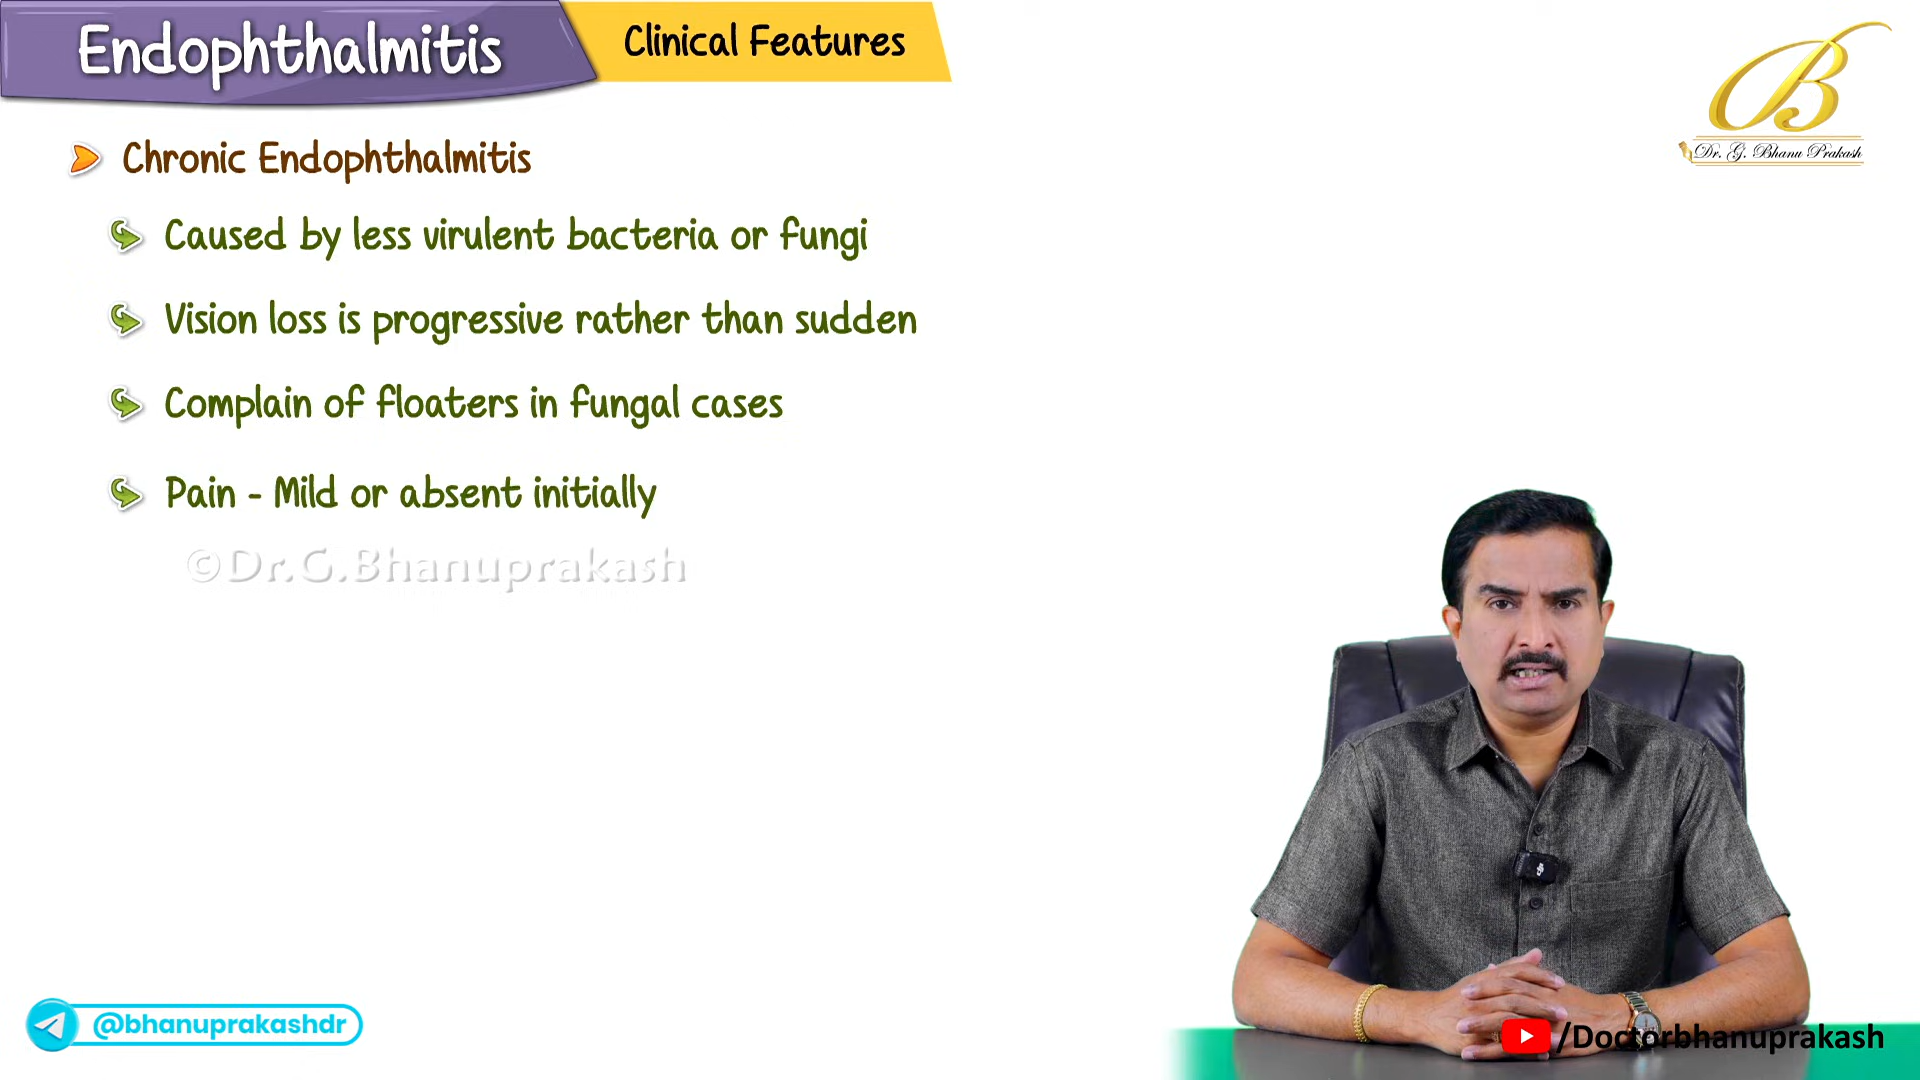 Endophthalmitis
Clinical Features
B
Dr. G. Bhanu Prakash
Chronic Endophthalmitis
Caused by less virulent bacteria or fungi
Vision loss is progressive rather than sudden
Complain of floaters in fungal cases
Pain - Mild or absent initially
©Dr.G.Bhanuprakash
@bhanuprakashdr
/Doctorbhanuprakash